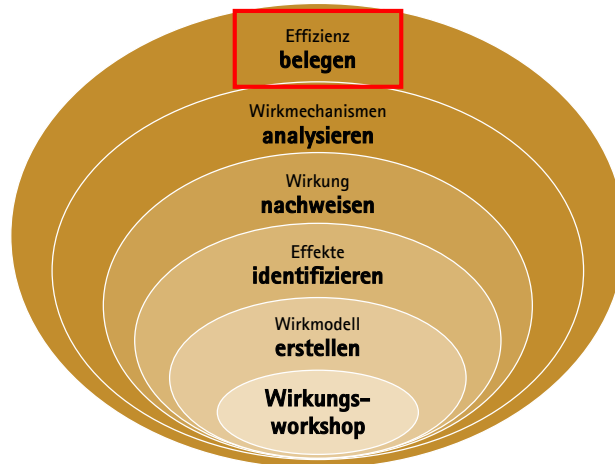 Effizienz
belegen
Wirkmechanismen
analysieren
Wirkung
nachweisen
Effekte
identifizieren
Wirkmodell
erstellen
Wirkungs-
workshop